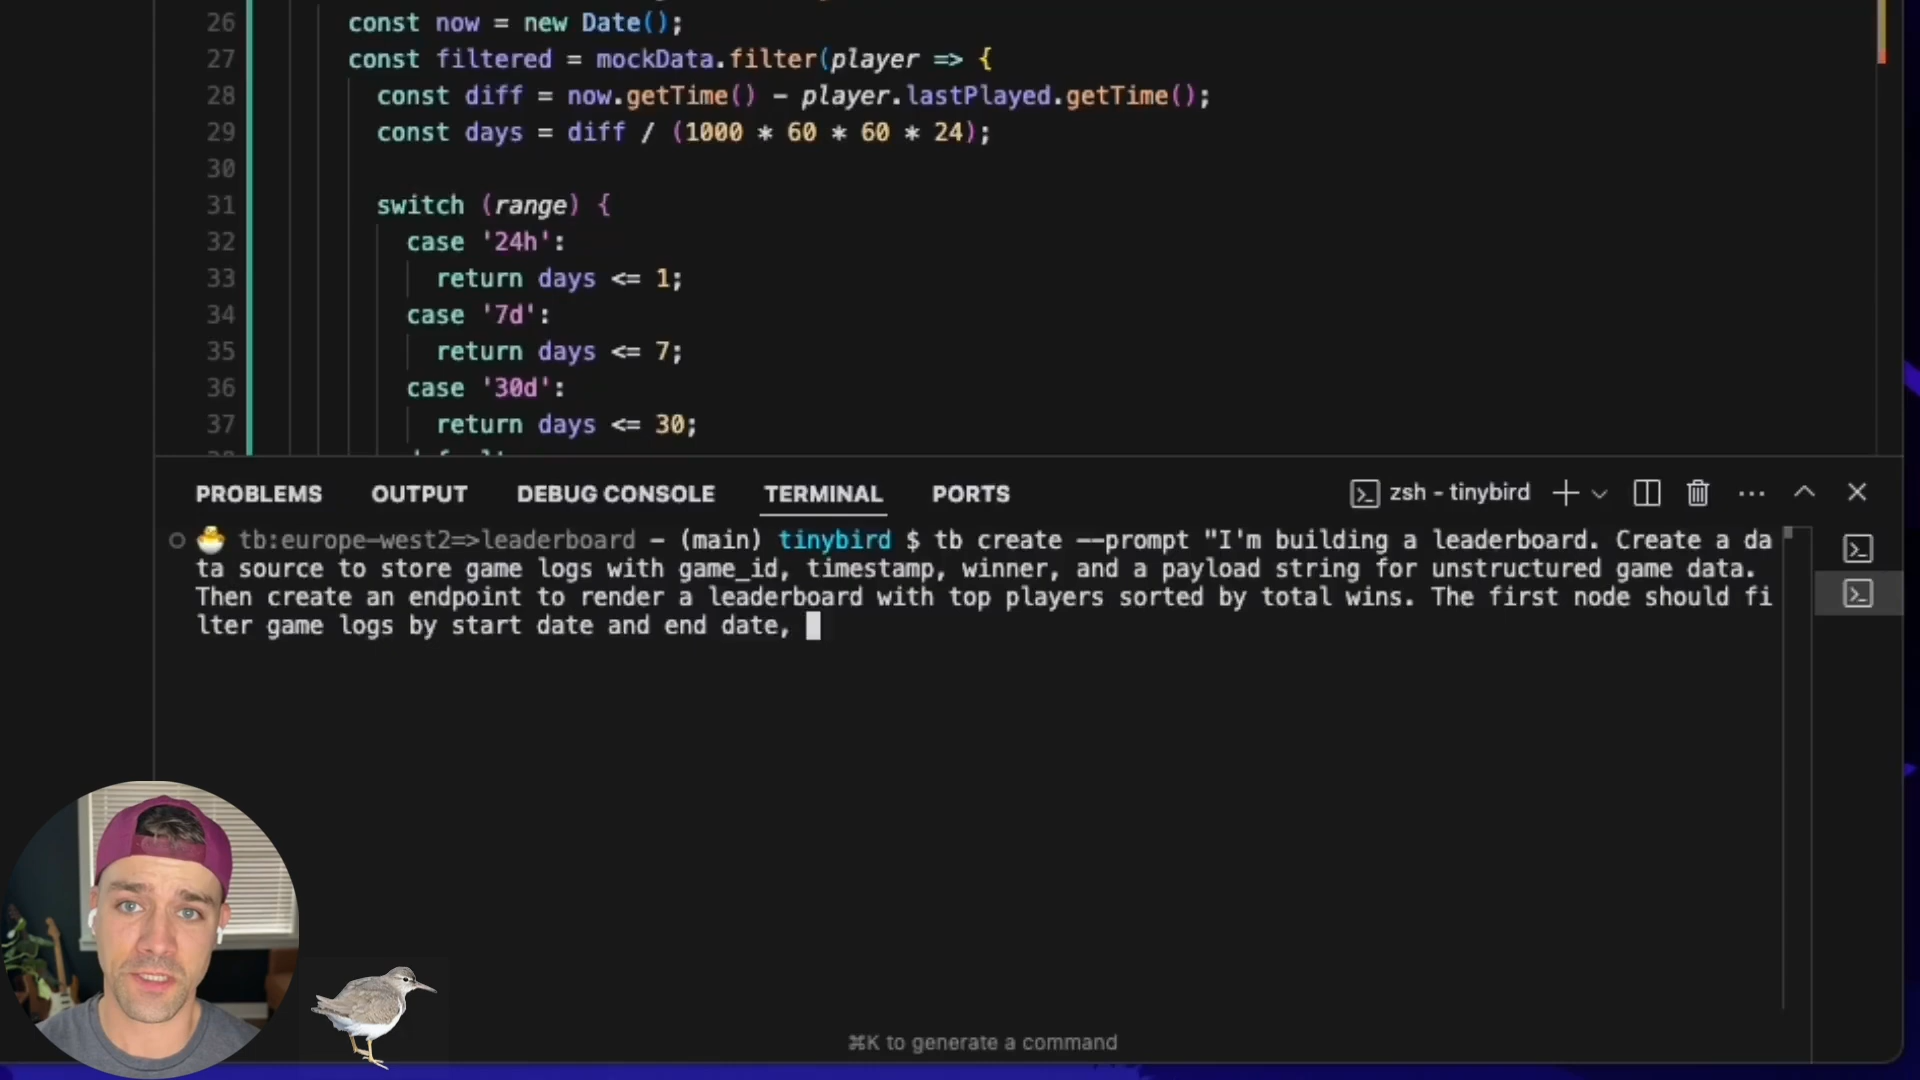 26 const now = new Date();
27 const filtered = mockData.filter(player => {
28 const diff = now.getTime() - player.lastPlayed.getTime();
29 const days = diff / (1000 * 60 * 60 * 24);
30
31 switch (range) {
32 case '24h':
33 return days <= 1;
34 case '7d':
35 return days <= 7;
36 case '30d':
37 return days <= 30;
PROBLEMS OUTPUT DEBUG CONSOLE TERMINAL PORTS zsh - tinybird
tb:europe-west2=>leaderboard - (main) tinybird $ tb create --prompt "I'm building a leaderboard. Create a da
ta source to store game logs with game_id, timestamp, winner, and a payload string for unstructured game data.
Then create an endpoint to render a leaderboard with top players sorted by total wins. The first node should fi
lter game logs by start date and end date,
⌘K to generate a command